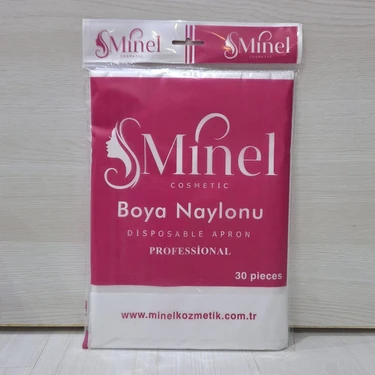 Minel
COSMETIC
Minel
COSMETIC
Minel
COSMETIC
Boya Naylonu
DISPOSABLE APRON
PROFESSİONAL
30 pieces
www.minelkozmetik.com.tr